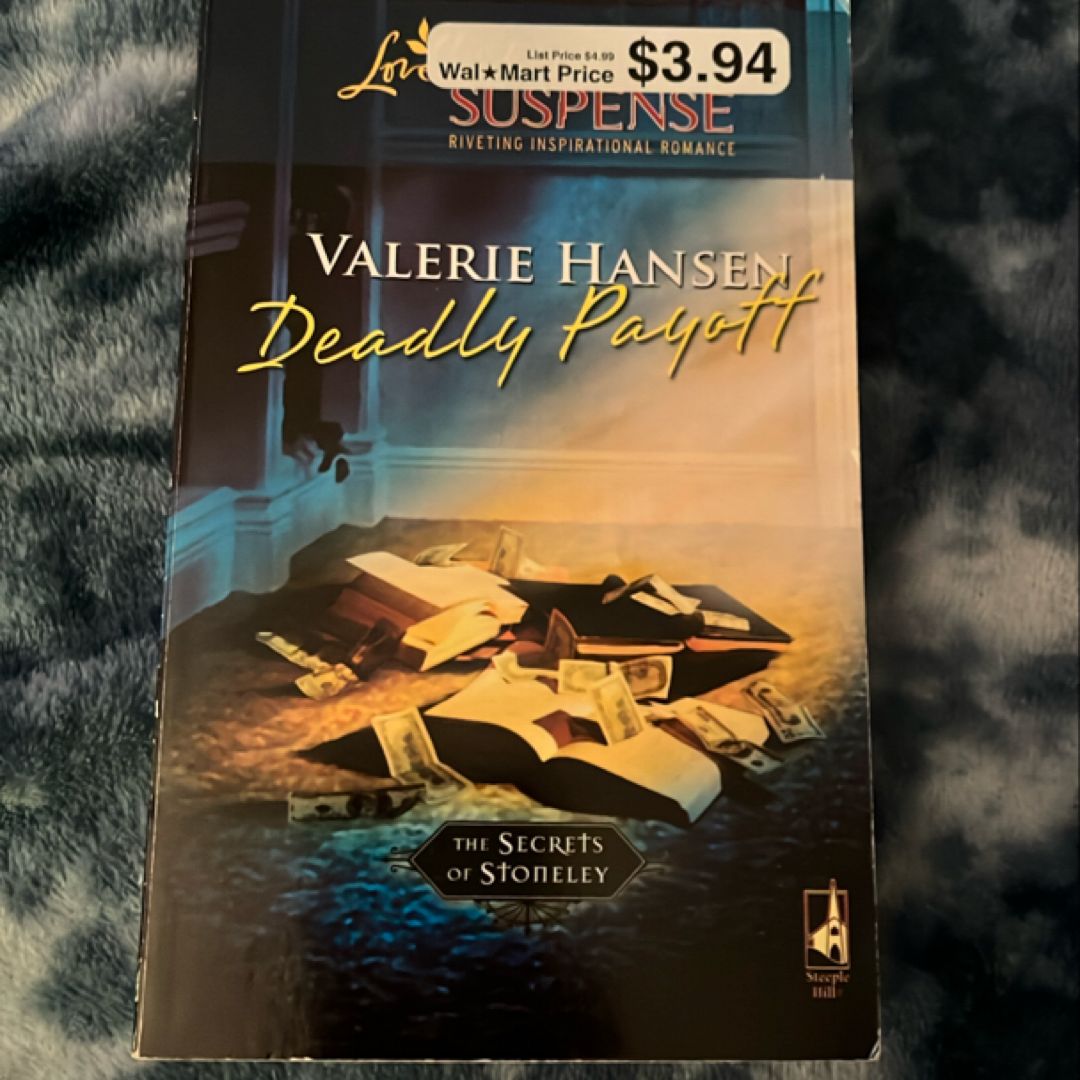 Love
List Price $4.99
Wal★Mart Price $3.94
SUSPENSE
RIVETING INSPIRATIONAL ROMANCE
VALERIE HANSEN
Deadly Payoff
THE SECRETS
OF STONELEY
Steeple
Hill®